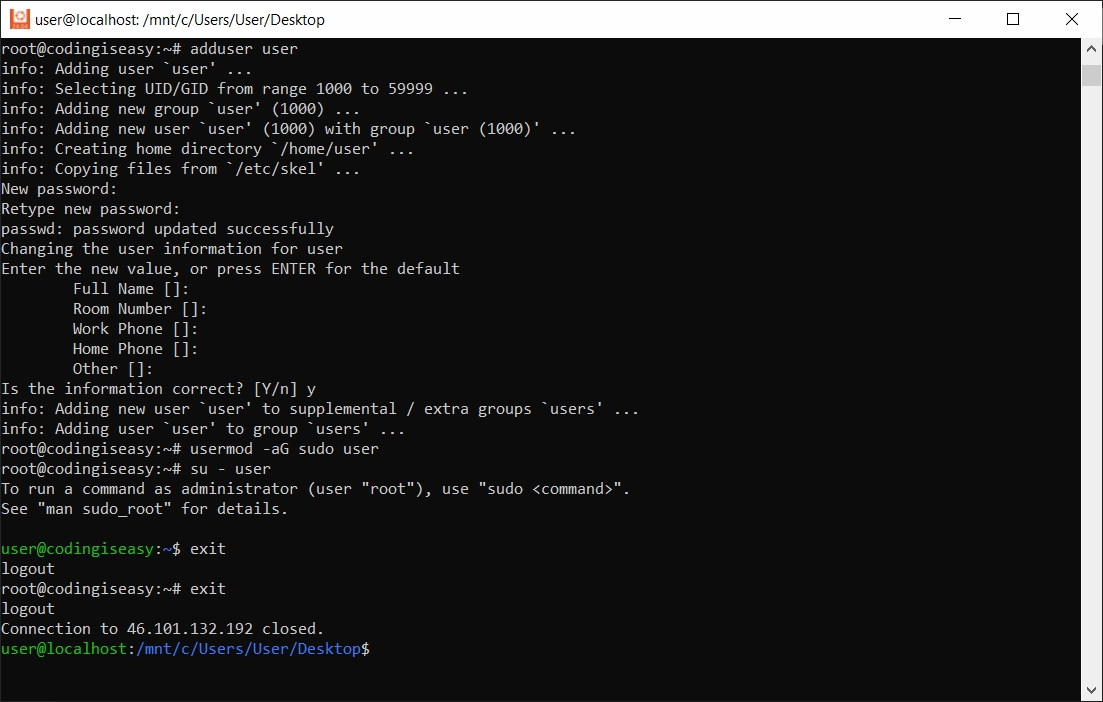 user@localhost: /mnt/c/Users/User/Desktop
root@codingiseasy:~# adduser user
info: Adding user `user' ...
info: Selecting UID/GID from range 1000 to 59999 ...
info: Adding new group `user' (1000) ...
info: Adding new user `user' (1000) with group `user (1000)' ...
info: Creating home directory `/home/user' ...
info: Copying files from `/etc/skel' ...
New password:
Retype new password:
passwd: password updated successfully
Changing the user information for user
Enter the new value, or press ENTER for the default
        Full Name []:
        Room Number []:
        Work Phone []:
        Home Phone []:
        Other []:
Is the information correct? [Y/n] y
info: Adding new user `user' to supplemental / extra groups `users' ...
info: Adding user `user' to group `users' ...
root@codingiseasy:~# usermod -aG sudo user
root@codingiseasy:~# su - user
To run a command as administrator (user "root"), use "sudo <command>".
See "man sudo_root" for details.

user@codingiseasy:~$ exit
logout
root@codingiseasy:~# exit
logout
Connection to 46.101.132.192 closed.
user@localhost:/mnt/c/Users/User/Desktop$